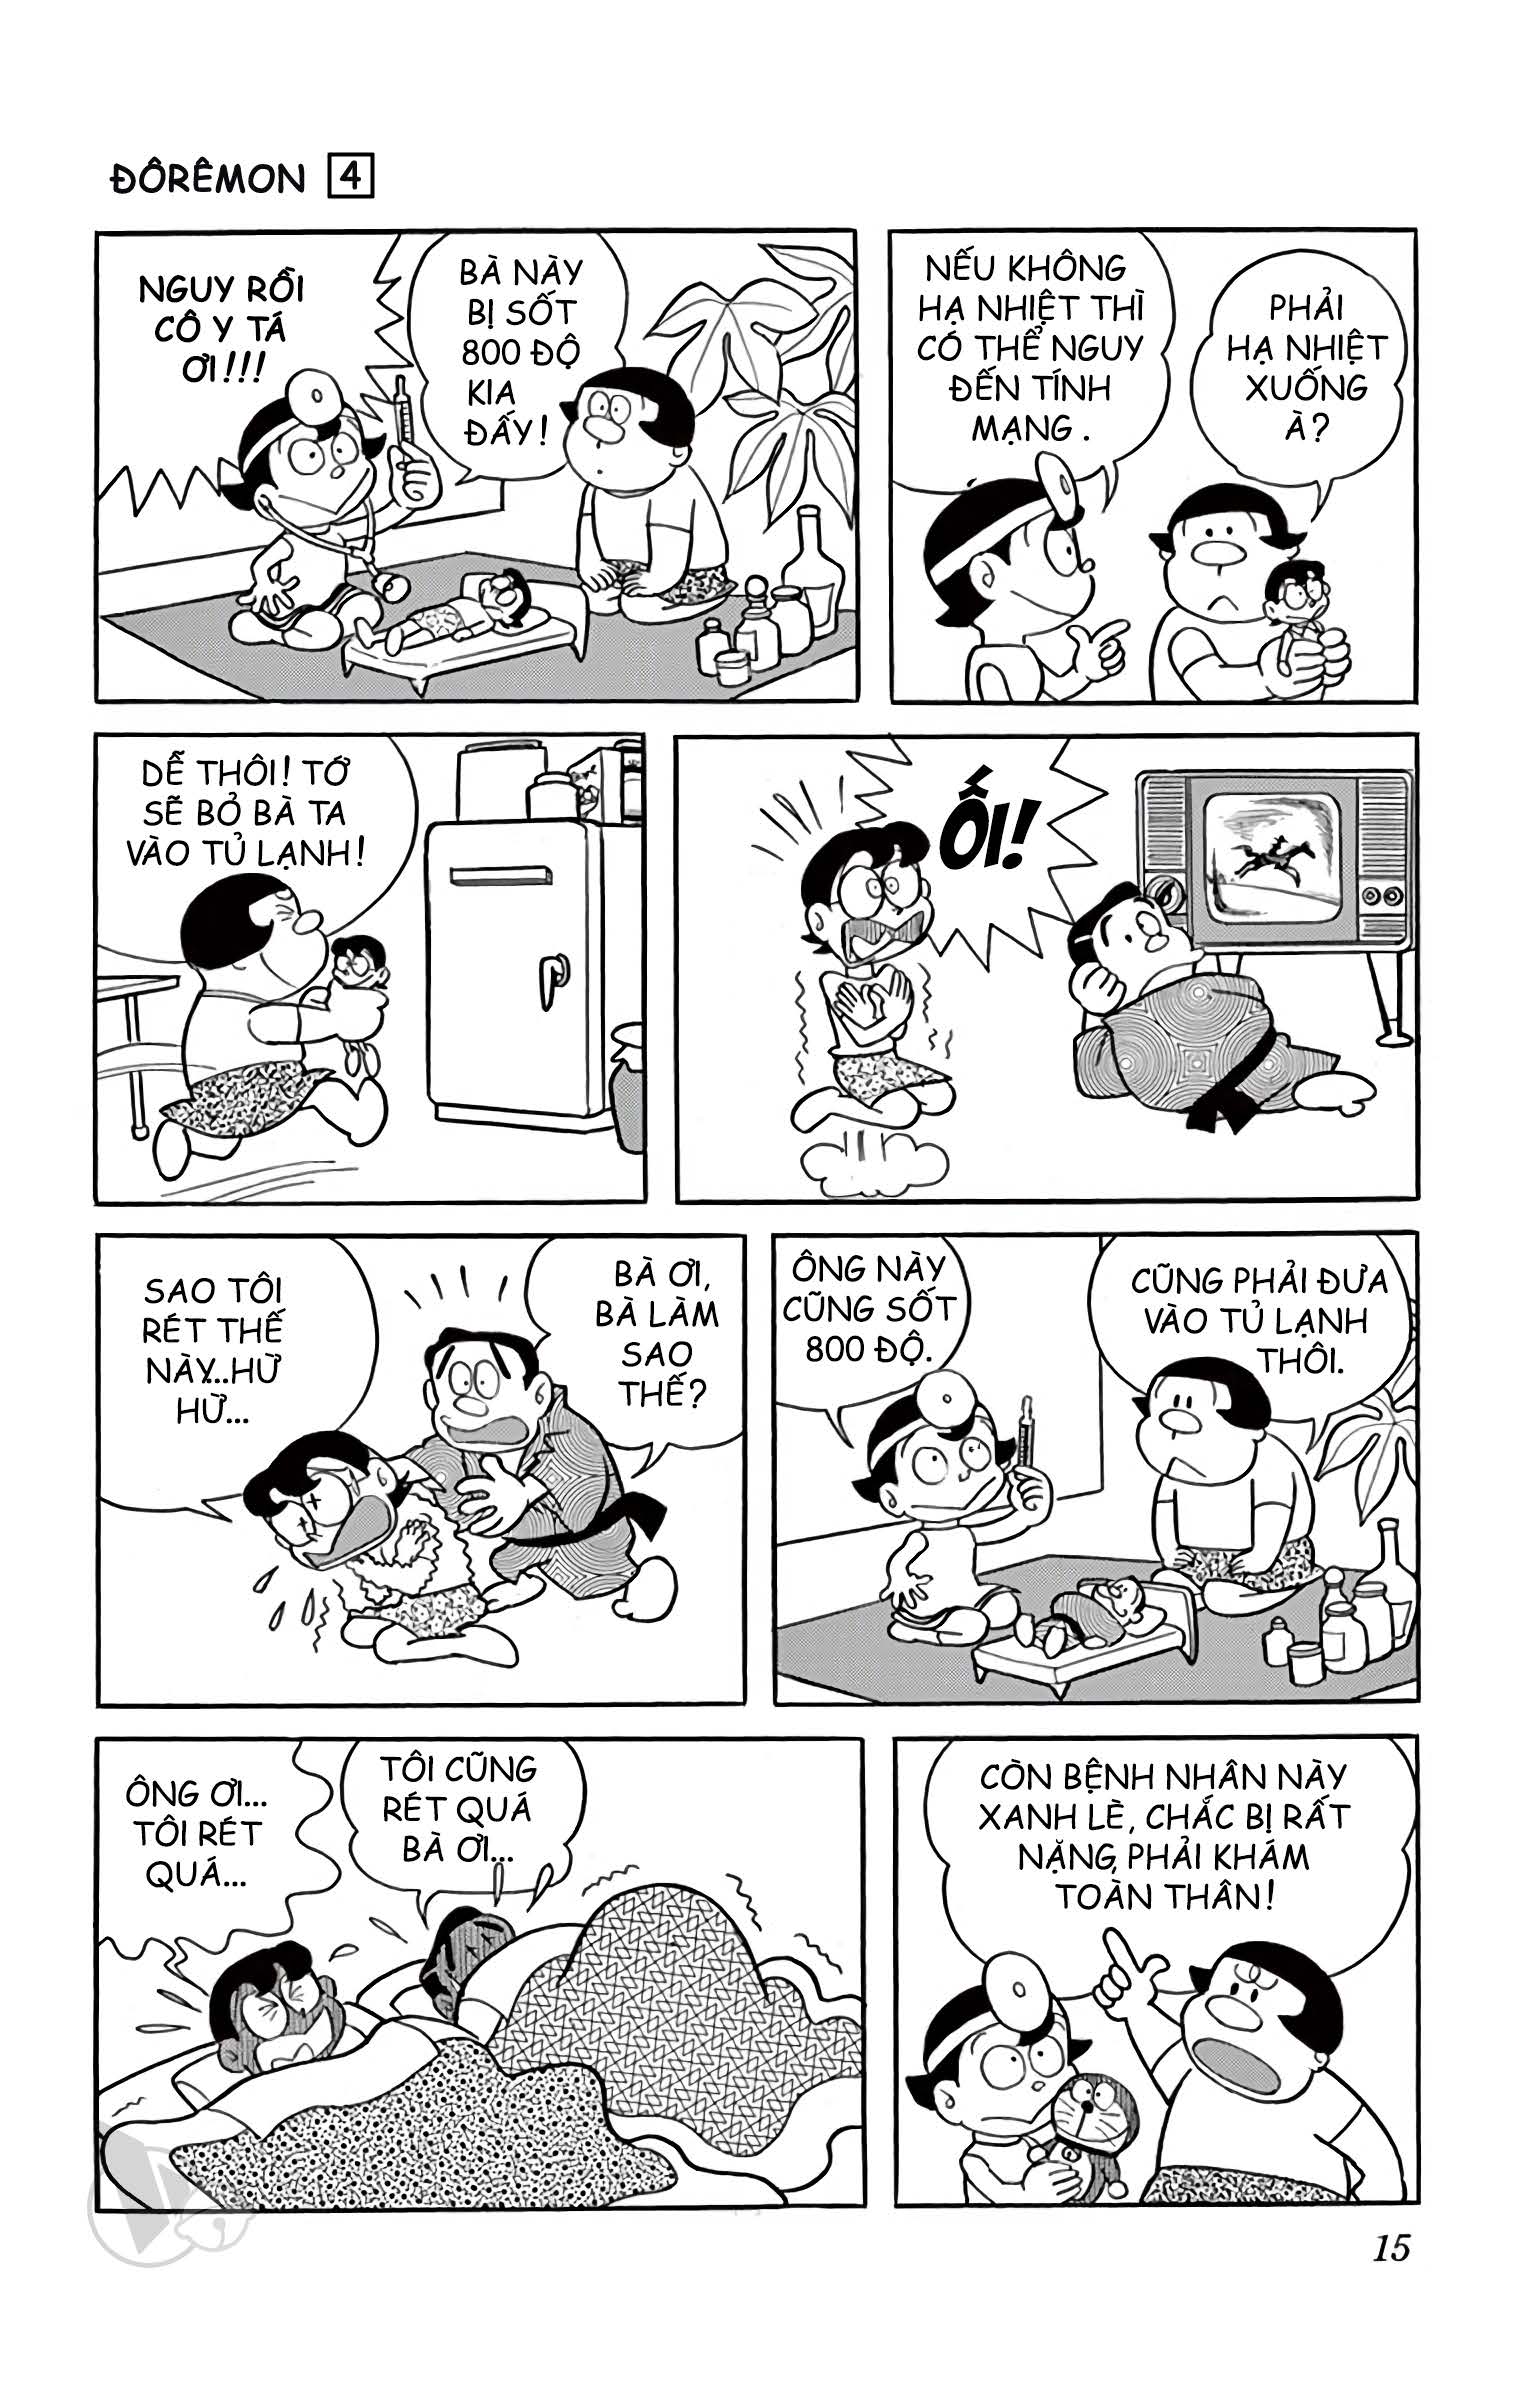 ĐÔRÊMON 4
NGUY RỒI
CÔ Y TÁ
ƠI!!!
BÀ NÀY
BỊ SỐT
800 ĐỘ
KIA
ĐẤY!
NẾU KHÔNG
HẠ NHIỆT THÌ
CÓ THỂ NGUY
ĐẾN TÍNH
MẠNG.
PHẢI
HẠ NHIỆT
XUỐNG
À?
DỄ THÔI! TỚ
SẼ BỎ BÀ TA
VÀO TỦ LẠNH!
ỐI!
SAO TÔI
RÉT THẾ
NÀY...HỪ
HỪ...
BÀ ƠI,
BÀ LÀM
SAO
THẾ?
ÔNG NÀY
CŨNG SỐT
800 ĐỘ.
CŨNG PHẢI ĐƯA
VÀO TỦ LẠNH
THÔI.
ÔNG ƠI...
TÔI RÉT
QUÁ...
TÔI CŨNG
RÉT QUÁ
BÀ ƠI...
CÒN BỆNH NHÂN NÀY
XANH LÈ, CHẮC BỊ RẤT
NẶNG, PHẢI KHÁM
TOÀN THÂN!
15